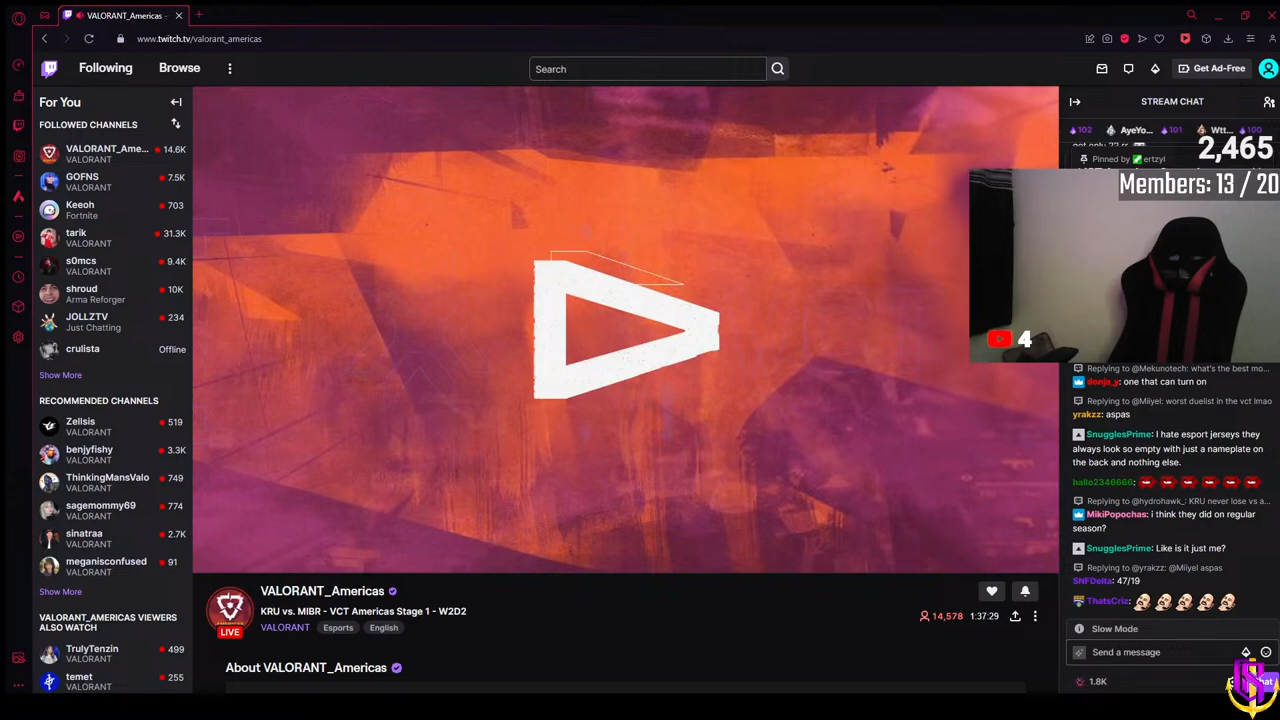 VALORANT_Americas -
www.twitch.tv/valorant_americas
Following
Browse
Search
Get Ad-Free
For You
FOLLOWED CHANNELS
VALORANT_Ame...
14.6K
VALORANT
GOFNS
7.5K
VALORANT
Keeoh
703
Fortnite
tarik
31.3K
VALORANT
s0mcs
9.4K
VALORANT
shroud
10K
Arma Reforger
JOLLZTV
234
Just Chatting
crulista
Offline
Show More
RECOMMENDED CHANNELS
Zellsis
519
VALORANT
benjyfishy
3.3K
VALORANT
ThinkingMansValo
749
VALORANT
sagemommy69
774
VALORANT
sinatraa
2.7K
VALORANT
meganisconfused
91
VALORANT
Show More
VALORANT_AMERICAS VIEWERS
ALSO WATCH
TrulyTenzin
499
VALORANT
temet
255
VALORANT
VALORANT_Americas
KRU vs. MIBR - VCT Americas Stage 1 - W2D2
VALORANT
Esports
English
LIVE
14,578
1:37:29
About VALORANT_Americas
STREAM CHAT
102
AyeYo...
101
Wtt...
100
2,465
Pinned by ertzyl
Members: 13 / 20
4
Replying to @Mekunotech: what's the best mo...
denja_y: one that can turn on
Replying to @Miiyel: worst duelist in the vct lmao
yrakzz: aspas
SnugglesPrime: I hate esport jerseys they
always look so empty with just a nameplate on
the back and nothing else.
hallo2346666:
Replying to @hydrohawk_: KRU never lose vs a...
MikiPopochas: i think they did on regular
season?
SnugglesPrime: Like is it just me?
Replying to @yrakzz: @Miiyel aspas
SNFDelta: 47/19
ThatsCriz:
Slow Mode
Send a message
1.8K